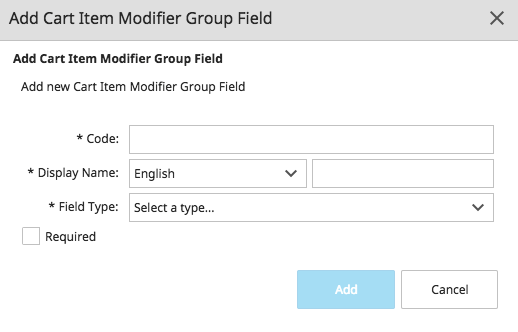 Add Cart Item Modifier Group Field
Add Cart Item Modifier Group Field
Add new Cart Item Modifier Group Field
* Code:
* Display Name: English
* Field Type: Select a type...
Required
Add Cancel